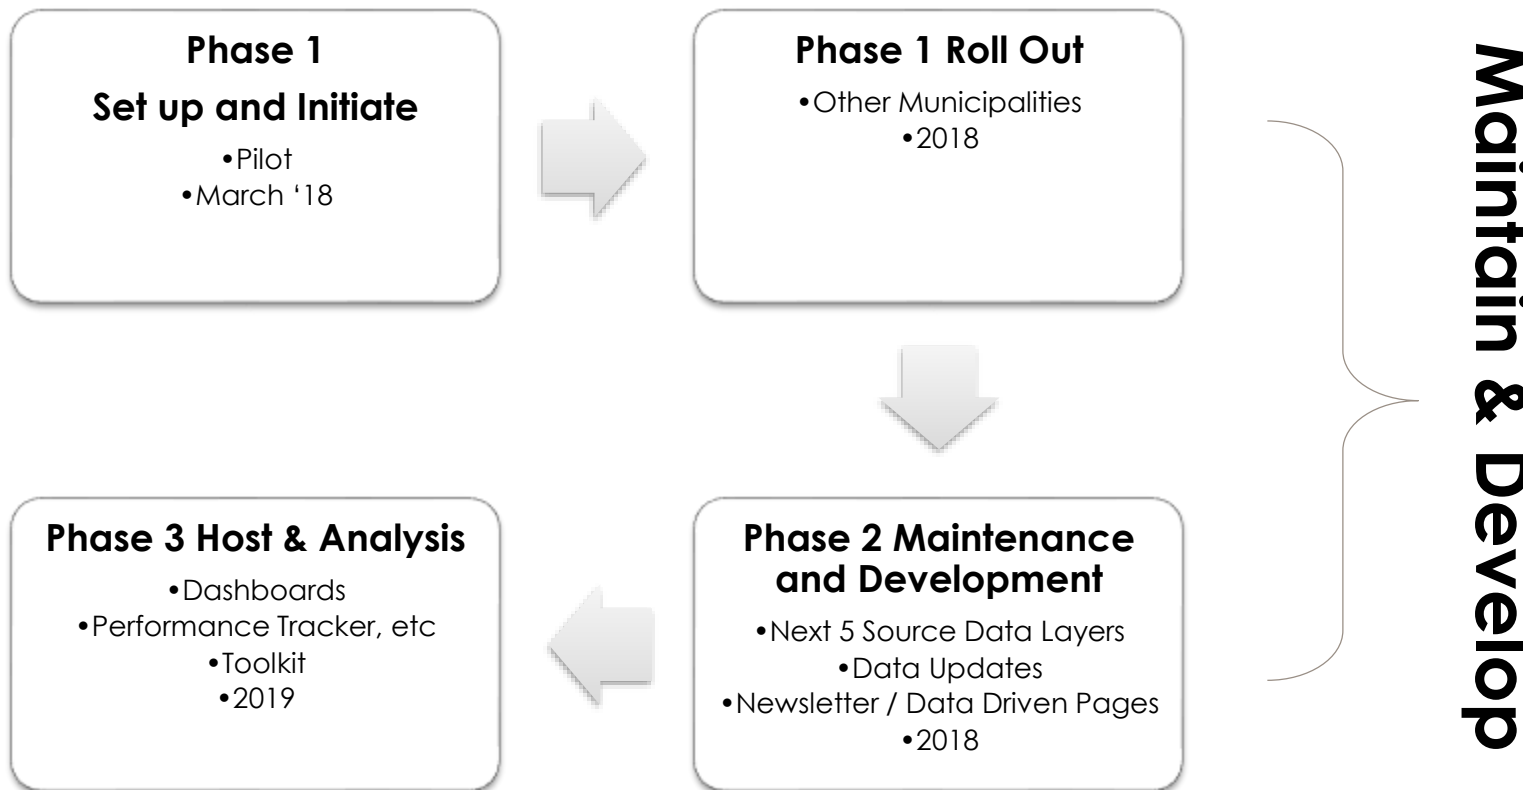 Phase 1
Set up and Initiate
•Pilot
•March ‘18
Phase 1 Roll Out
•Other Municipalities
•2018
Phase 2 Maintenance
and Development
•Next 5 Source Data Layers
•Data Updates
•Newsletter / Data Driven Pages
•2018
Phase 3 Host & Analysis
•Dashboards
•Performance Tracker, etc
•Toolkit
•2019
Maintain & Develop